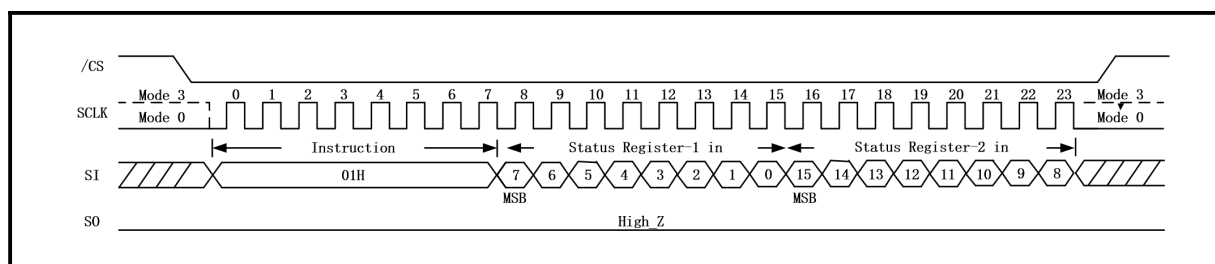 /CS
Mode 3 0 1 2 3 4 5 6 7 8 9 10 11 12 13 14 15 16 17 18 19 20 21 22 23 Mode 3
SCLK
Mode 0 Mode 0
Instruction Status Register-1 in Status Register-2 in
SI 01H 7 6 5 4 3 2 1 0 15 14 13 12 11 10 9 8
MSB MSB
SO High_Z